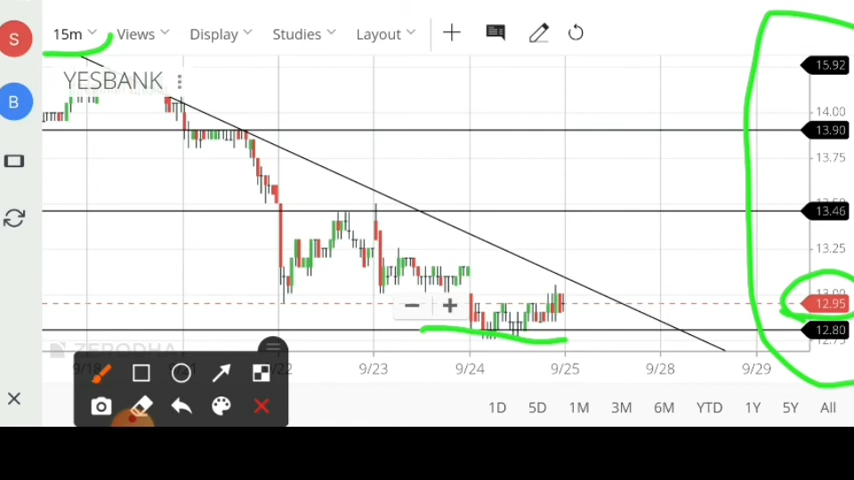 S
15m Views Display Studies Layout
15.92
YESBANK
B
14.00
13.90
13.75
13.46
13.25
12.95
12.80
ZERODHA
9/23 9/24 9/25 9/28 9/29
1D 5D 1M 3M 6M YTD 1Y 5Y All